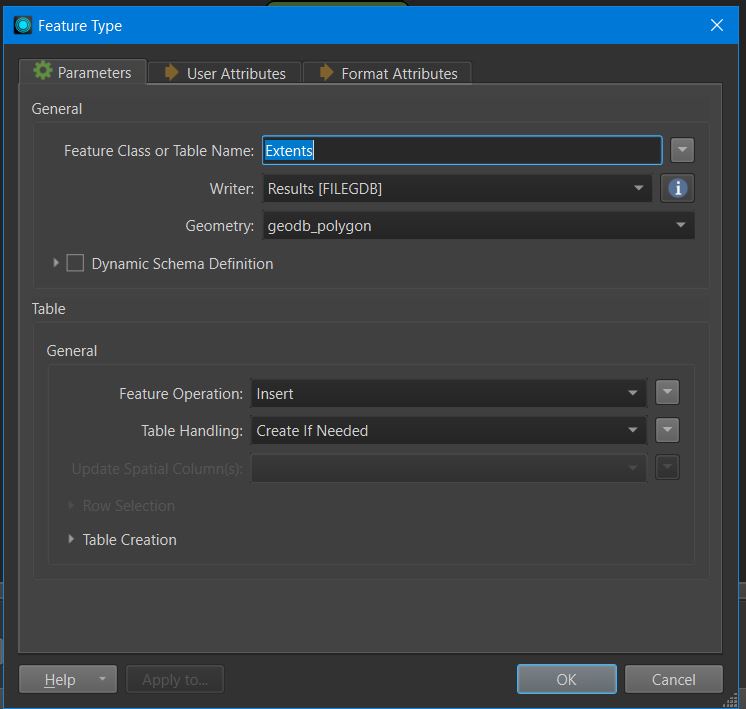 Feature Type
Parameters User Attributes Format Attributes
General
Feature Class or Table Name: Extents
Writer: Results [FILEGDB]
Geometry: geodb_polygon
Dynamic Schema Definition
Table
General
Feature Operation: Insert
Table Handling: Create If Needed
Update Spatial Column(s):
Row Selection
Table Creation
Help Apply to... OK Cancel